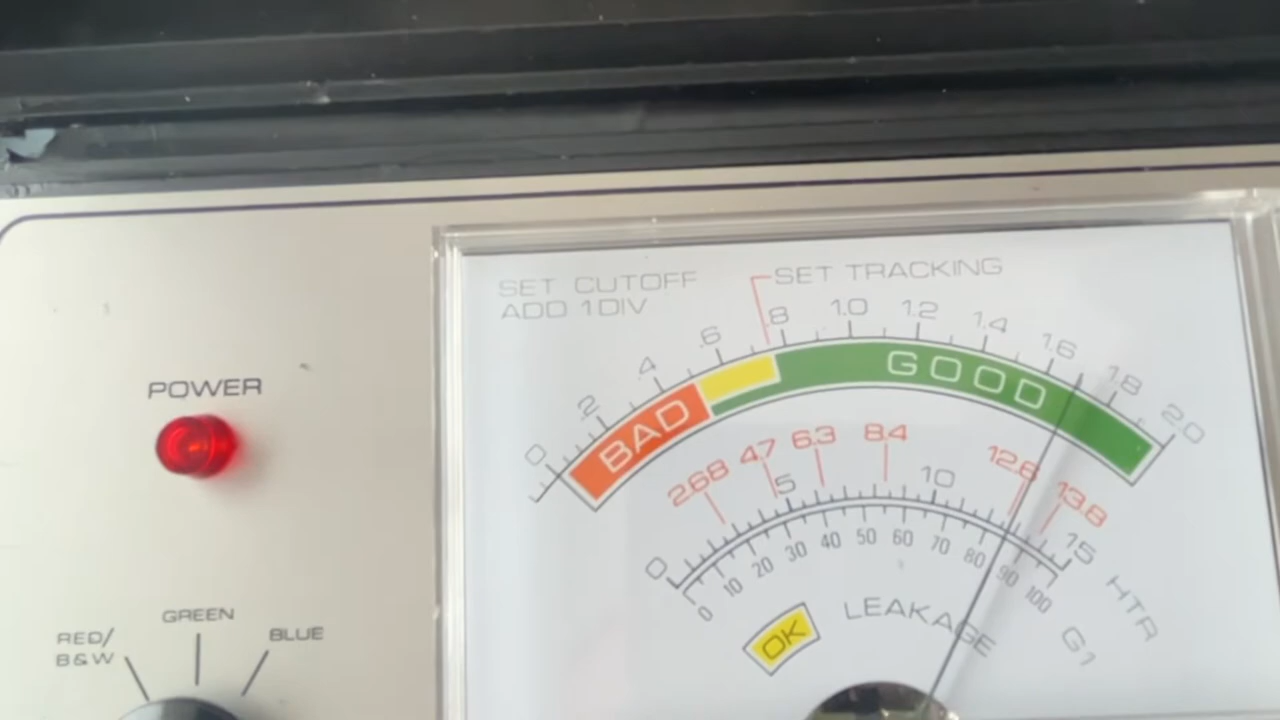 SET CUTOFF
ADD 1 DIV
SET TRACKING
0 .2 .4 .6 .8 1.0 1.2 1.4 1.6 1.8 2.0
BAD GOOD
2.68 4.7 6.3 8.4 12.6 13.8
0 5 10 15 HTR
0 10 20 30 40 50 60 70 80 90 100 G1
OK LEAKAGE
POWER
GREEN
RED/
B&W
BLUE